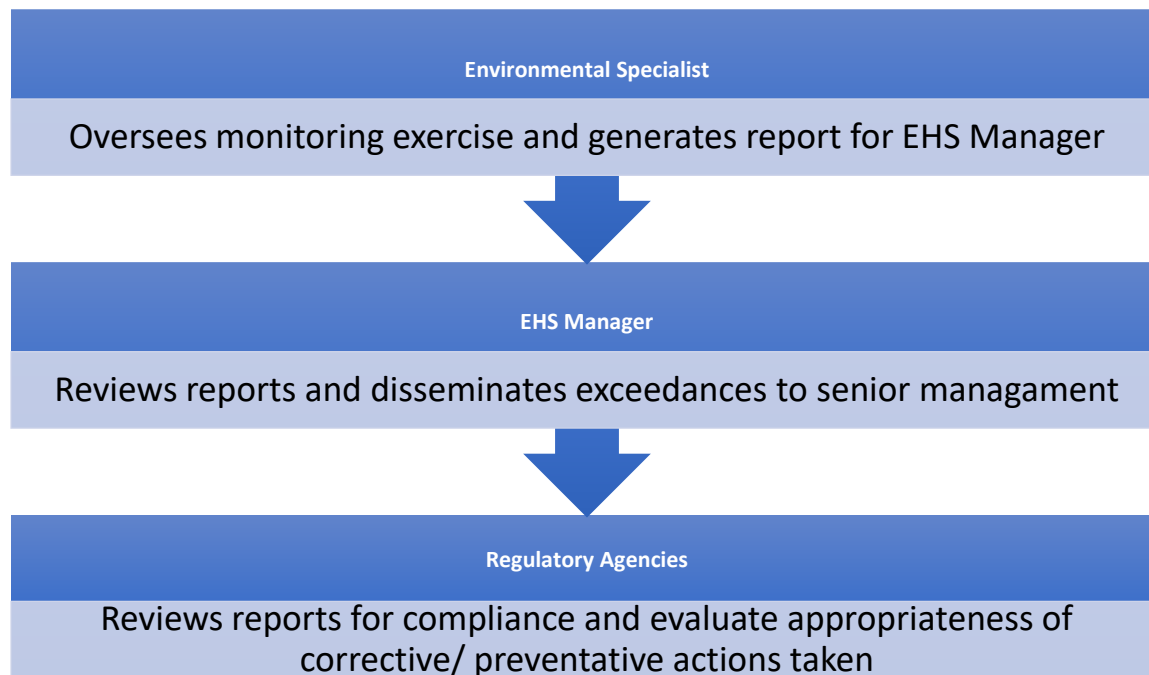 Environmental Specialist
Oversees monitoring exercise and generates report for EHS Manager
EHS Manager
Reviews reports and disseminates exceedances to senior managament
Regulatory Agencies
Reviews reports for compliance and evaluate appropriateness of
corrective/ preventative actions taken